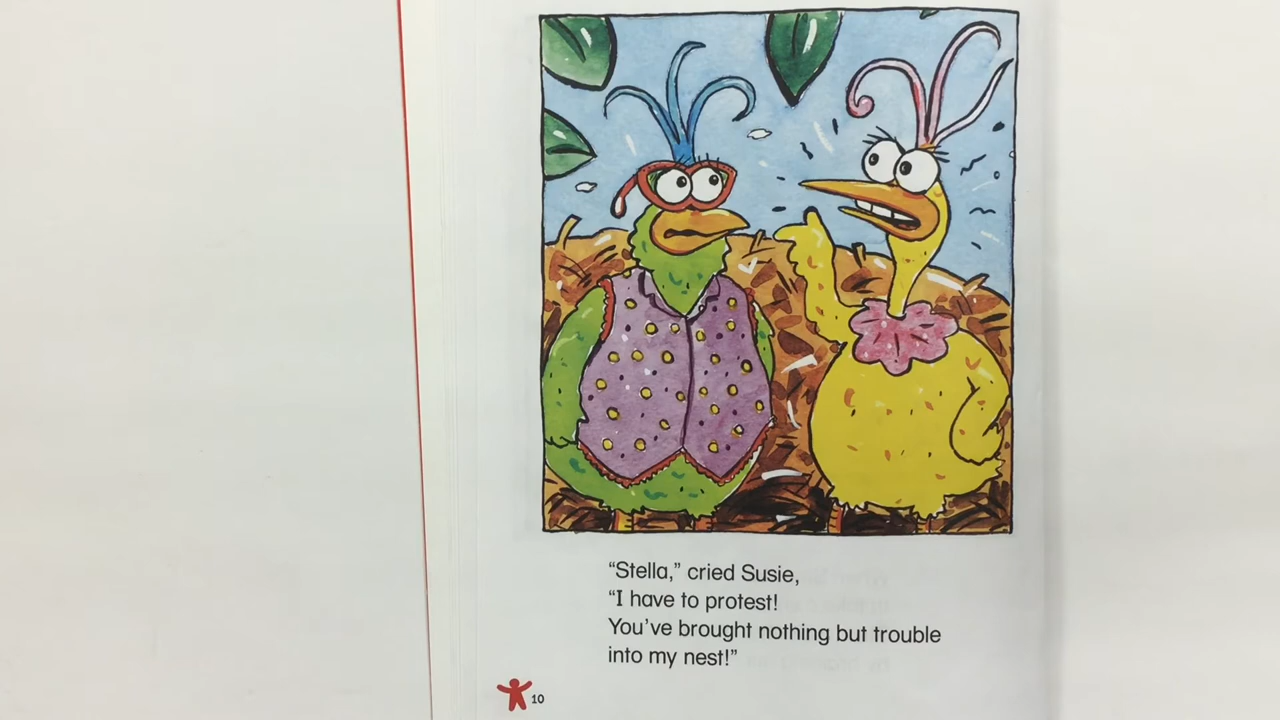 “Stella,” cried Susie,
“I have to protest!
You’ve brought nothing but trouble
into my nest!”
10